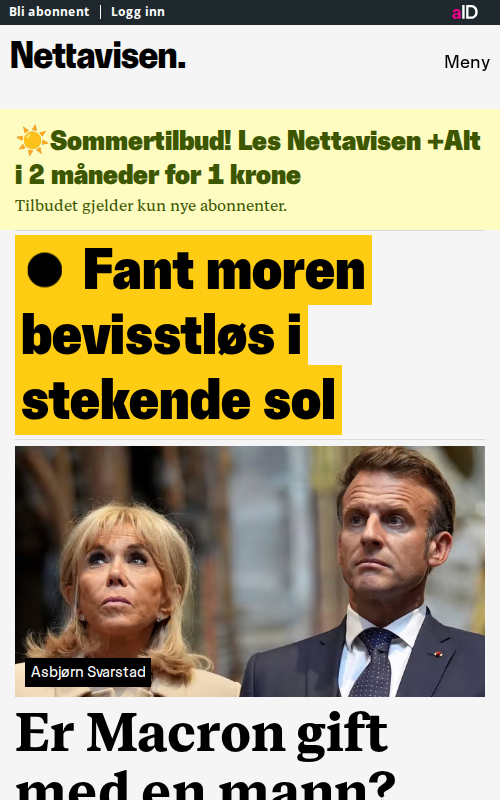 Bli abonnent | Logg inn
aID
Nettavisen.
Meny
☀️Sommertilbud! Les Nettavisen +Alt
i 2 måneder for 1 krone
Tilbudet gjelder kun nye abonnenter.
● Fant moren
bevisstløs i
stekende sol
Asbjørn Svarstad
Er Macron gift
med en mann?